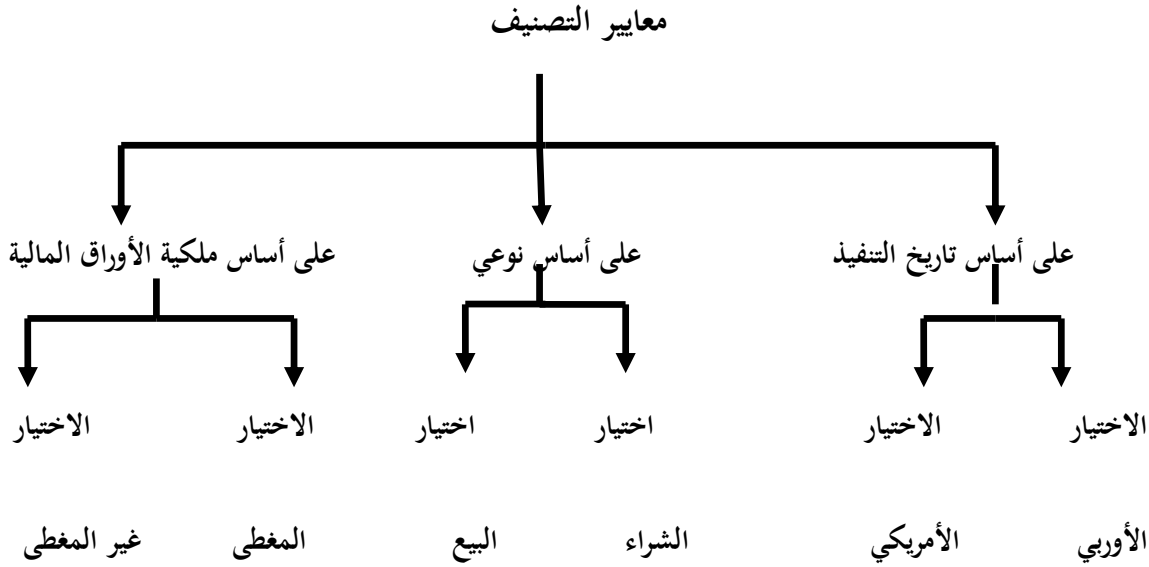 معايير التصنيف
على أساس تاريخ التنفيذ
على أساس نوعي
على أساس ملكية الأوراق المالية
الاختيار
الاختيار
اختيار
اختيار
الاختيار
الاختيار
الأوربي
الأمريكي
الشراء
البيع
المغطى
غير المغطى